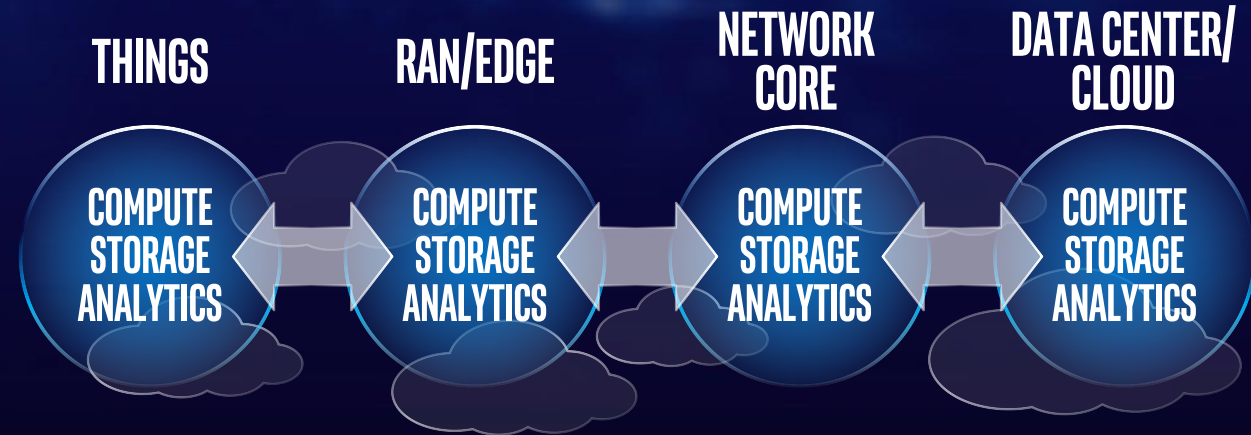 THINGS
RAN/EDGE
NETWORK
CORE
DATA CENTER/
CLOUD
COMPUTE
STORAGE
ANALYTICS
COMPUTE
STORAGE
ANALYTICS
COMPUTE
STORAGE
ANALYTICS
COMPUTE
STORAGE
ANALYTICS